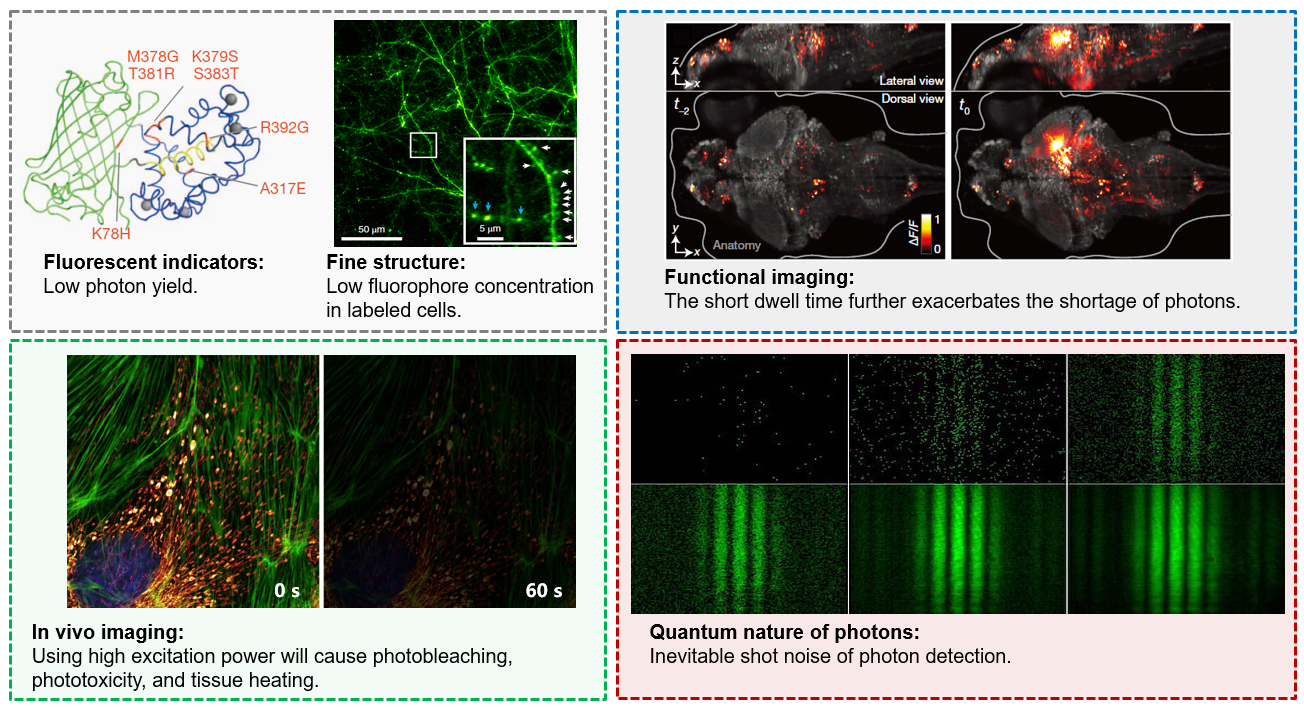 M378G K379S
T381R S383T
R392G
A317E
K78H
Fluorescent indicators:
Low photon yield.
50 μm
5 μm
Fine structure:
Low fluorophore concentration
in labeled cells.
z
x
Lateral view
Dorsal view
t₋₂
t₀
y
x
Anatomy
ΔF/F
1
0
Functional imaging:
The short dwell time further exacerbates the shortage of photons.
0 s
60 s
In vivo imaging:
Using high excitation power will cause photobleaching,
phototoxicity, and tissue heating.
Quantum nature of photons:
Inevitable shot noise of photon detection.